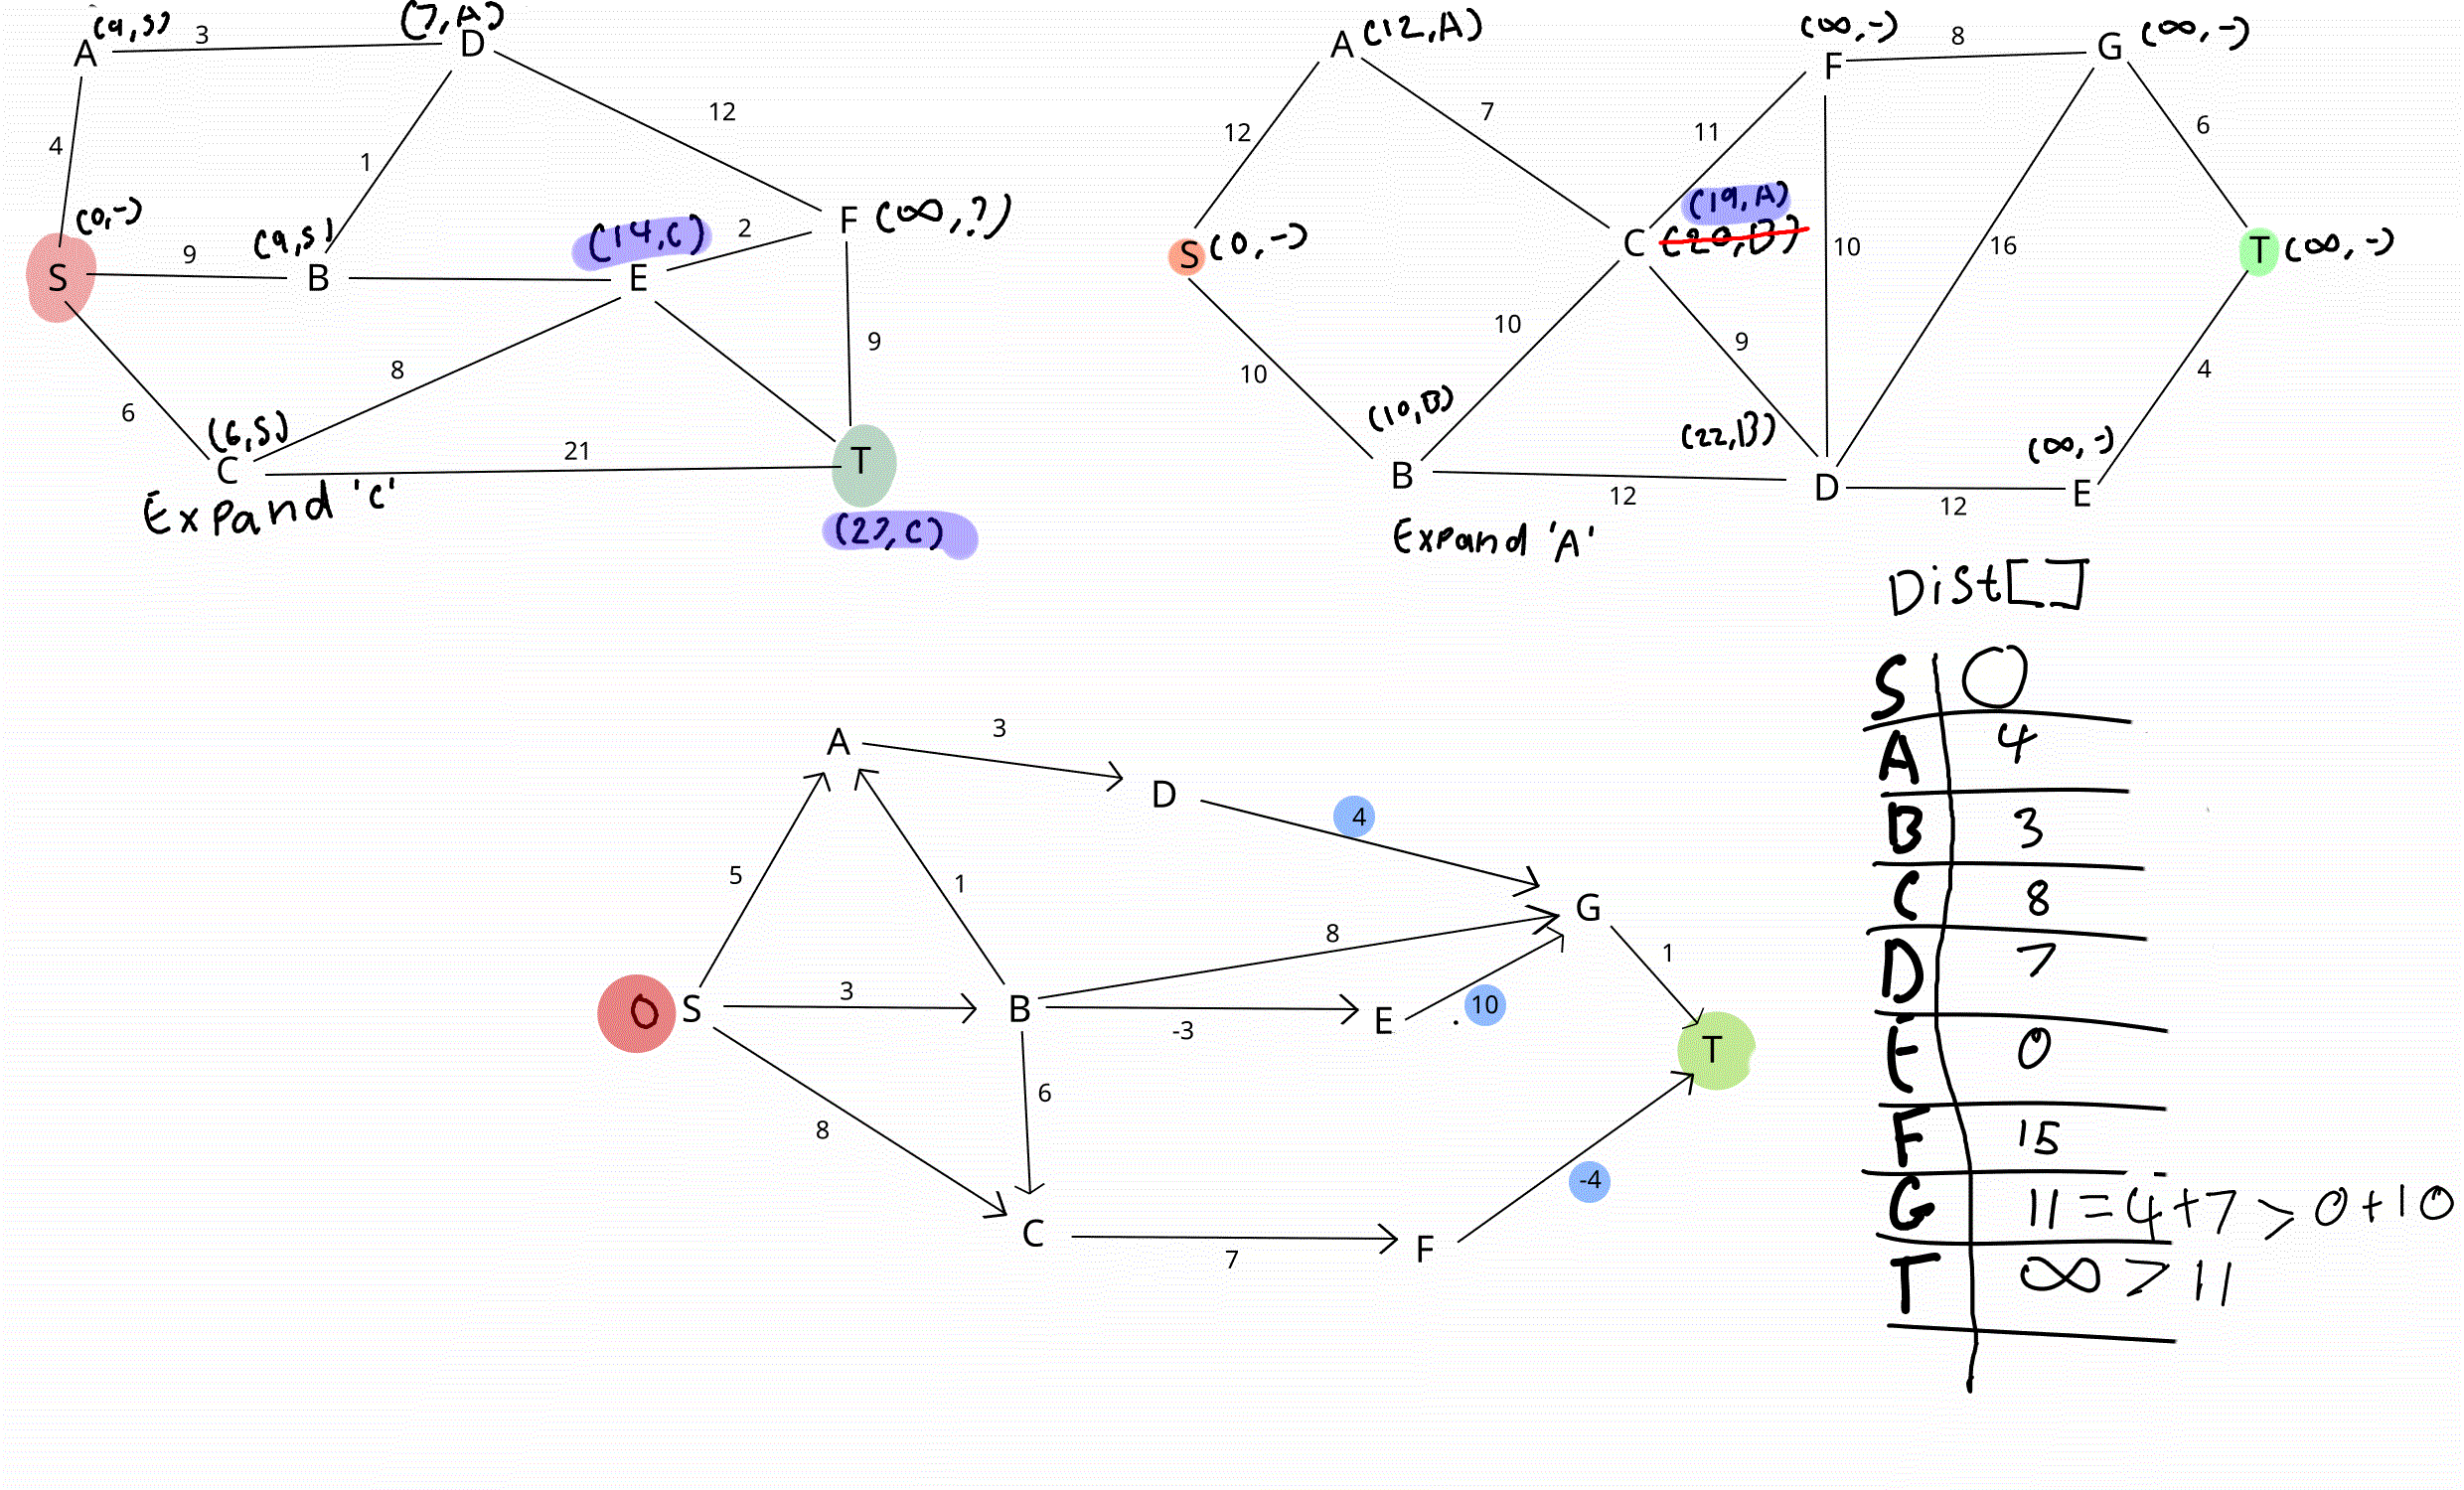 A (4,S)
3
(7,A)
D
4
1
12
(0,-)
S
9
(9,S)
B
(14,C)
E
2
F (∞,?)
8
9
6
(6,S)
C
21
T
(27,C)
Expand 'C'
A (12,A)
(∞,-)
F
8
G (∞,-)
12
7
11
6
S (0,-)
(19,A)
C (20,B)
10
16
T (∞,-)
10
10
9
4
(10,B)
B
(22,B)
D
12
(∞,-)
E
12
Expand 'A'
Dist[]
S 0
A 4
B 3
C 8
D 7
E 0
F 15
G 11=4+7>0+10
T ∞>11
A
3
D
4
5
1
G
8
1
0 S
3
B
-3
E
10
T
6
8
-4
C
7
F